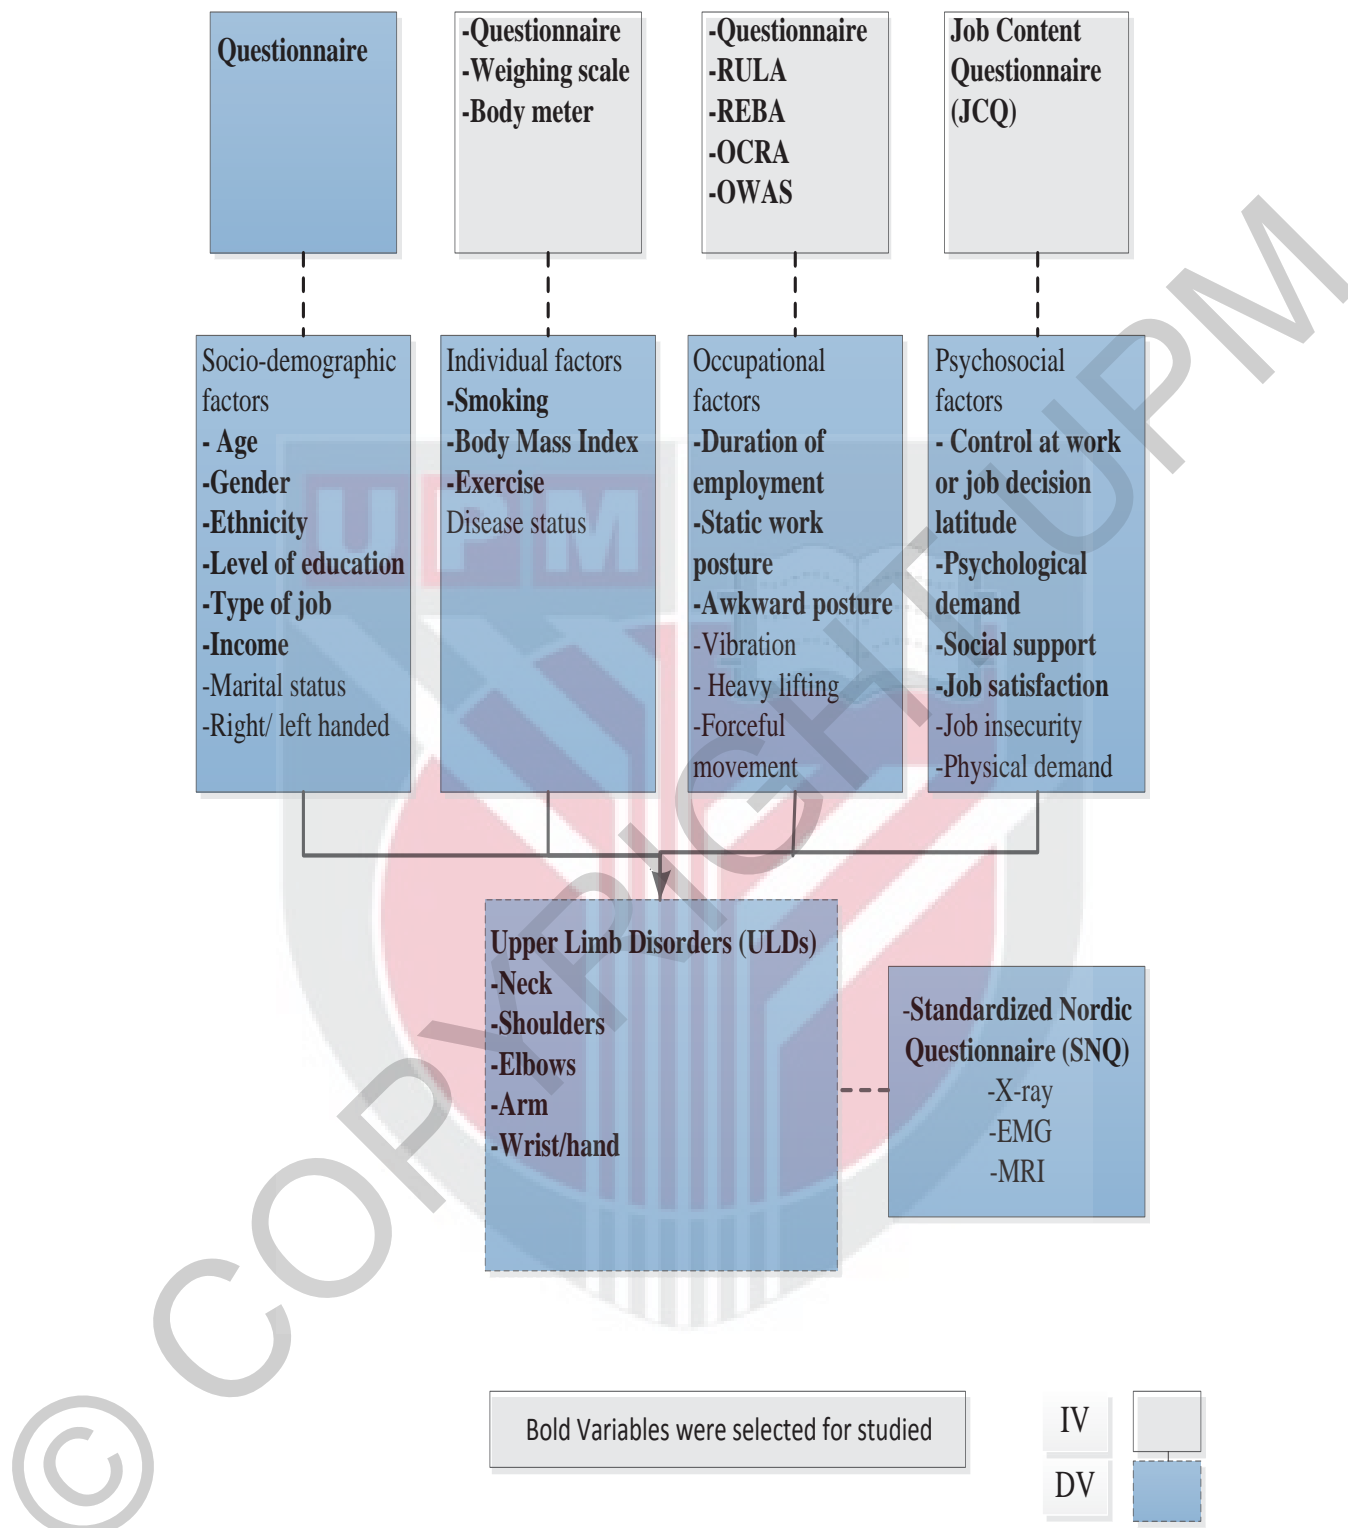 Questionnaire
-Questionnaire
-Weighing scale
-Body meter
-Questionnaire
-RULA
-REBA
-OCRA
-OWAS
Job Content
Questionnaire
(JCQ)
Socio-demographic
factors
- Age
-Gender
-Ethnicity
-Level of education
-Type of job
-Income
-Marital status
-Right/ left handed
Individual factors
-Smoking
-Body Mass Index
-Exercise
Disease status
Occupational
factors
-Duration of
employment
-Static work
posture
-Awkward posture
-Vibration
- Heavy lifting
-Forceful
movement
Psychosocial
factors
- Control at work
or job decision
latitude
-Psychological
demand
-Social support
-Job satisfaction
-Job insecurity
-Physical demand
Upper Limb Disorders (ULDs)
-Neck
-Shoulders
-Elbows
-Arm
-Wrist/hand
-Standardized Nordic
Questionnaire (SNQ)
-X-ray
-EMG
-MRI
Bold Variables were selected for studied
IV
DV
UPM
© COPYRIGHT UPM